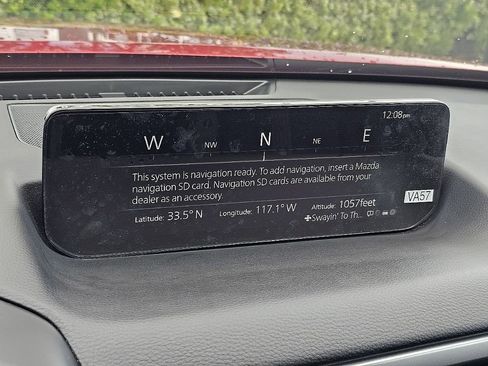 12:08pm
W NW N NE E
This system is navigation ready. To add navigation, insert a Mazda
navigation SD card. Navigation SD cards are available from your
dealer as an accessory.
Latitude: 33.5° N Longitude: 117.1° W Altitude: 1057feet
Swayin' To Th...
VA57